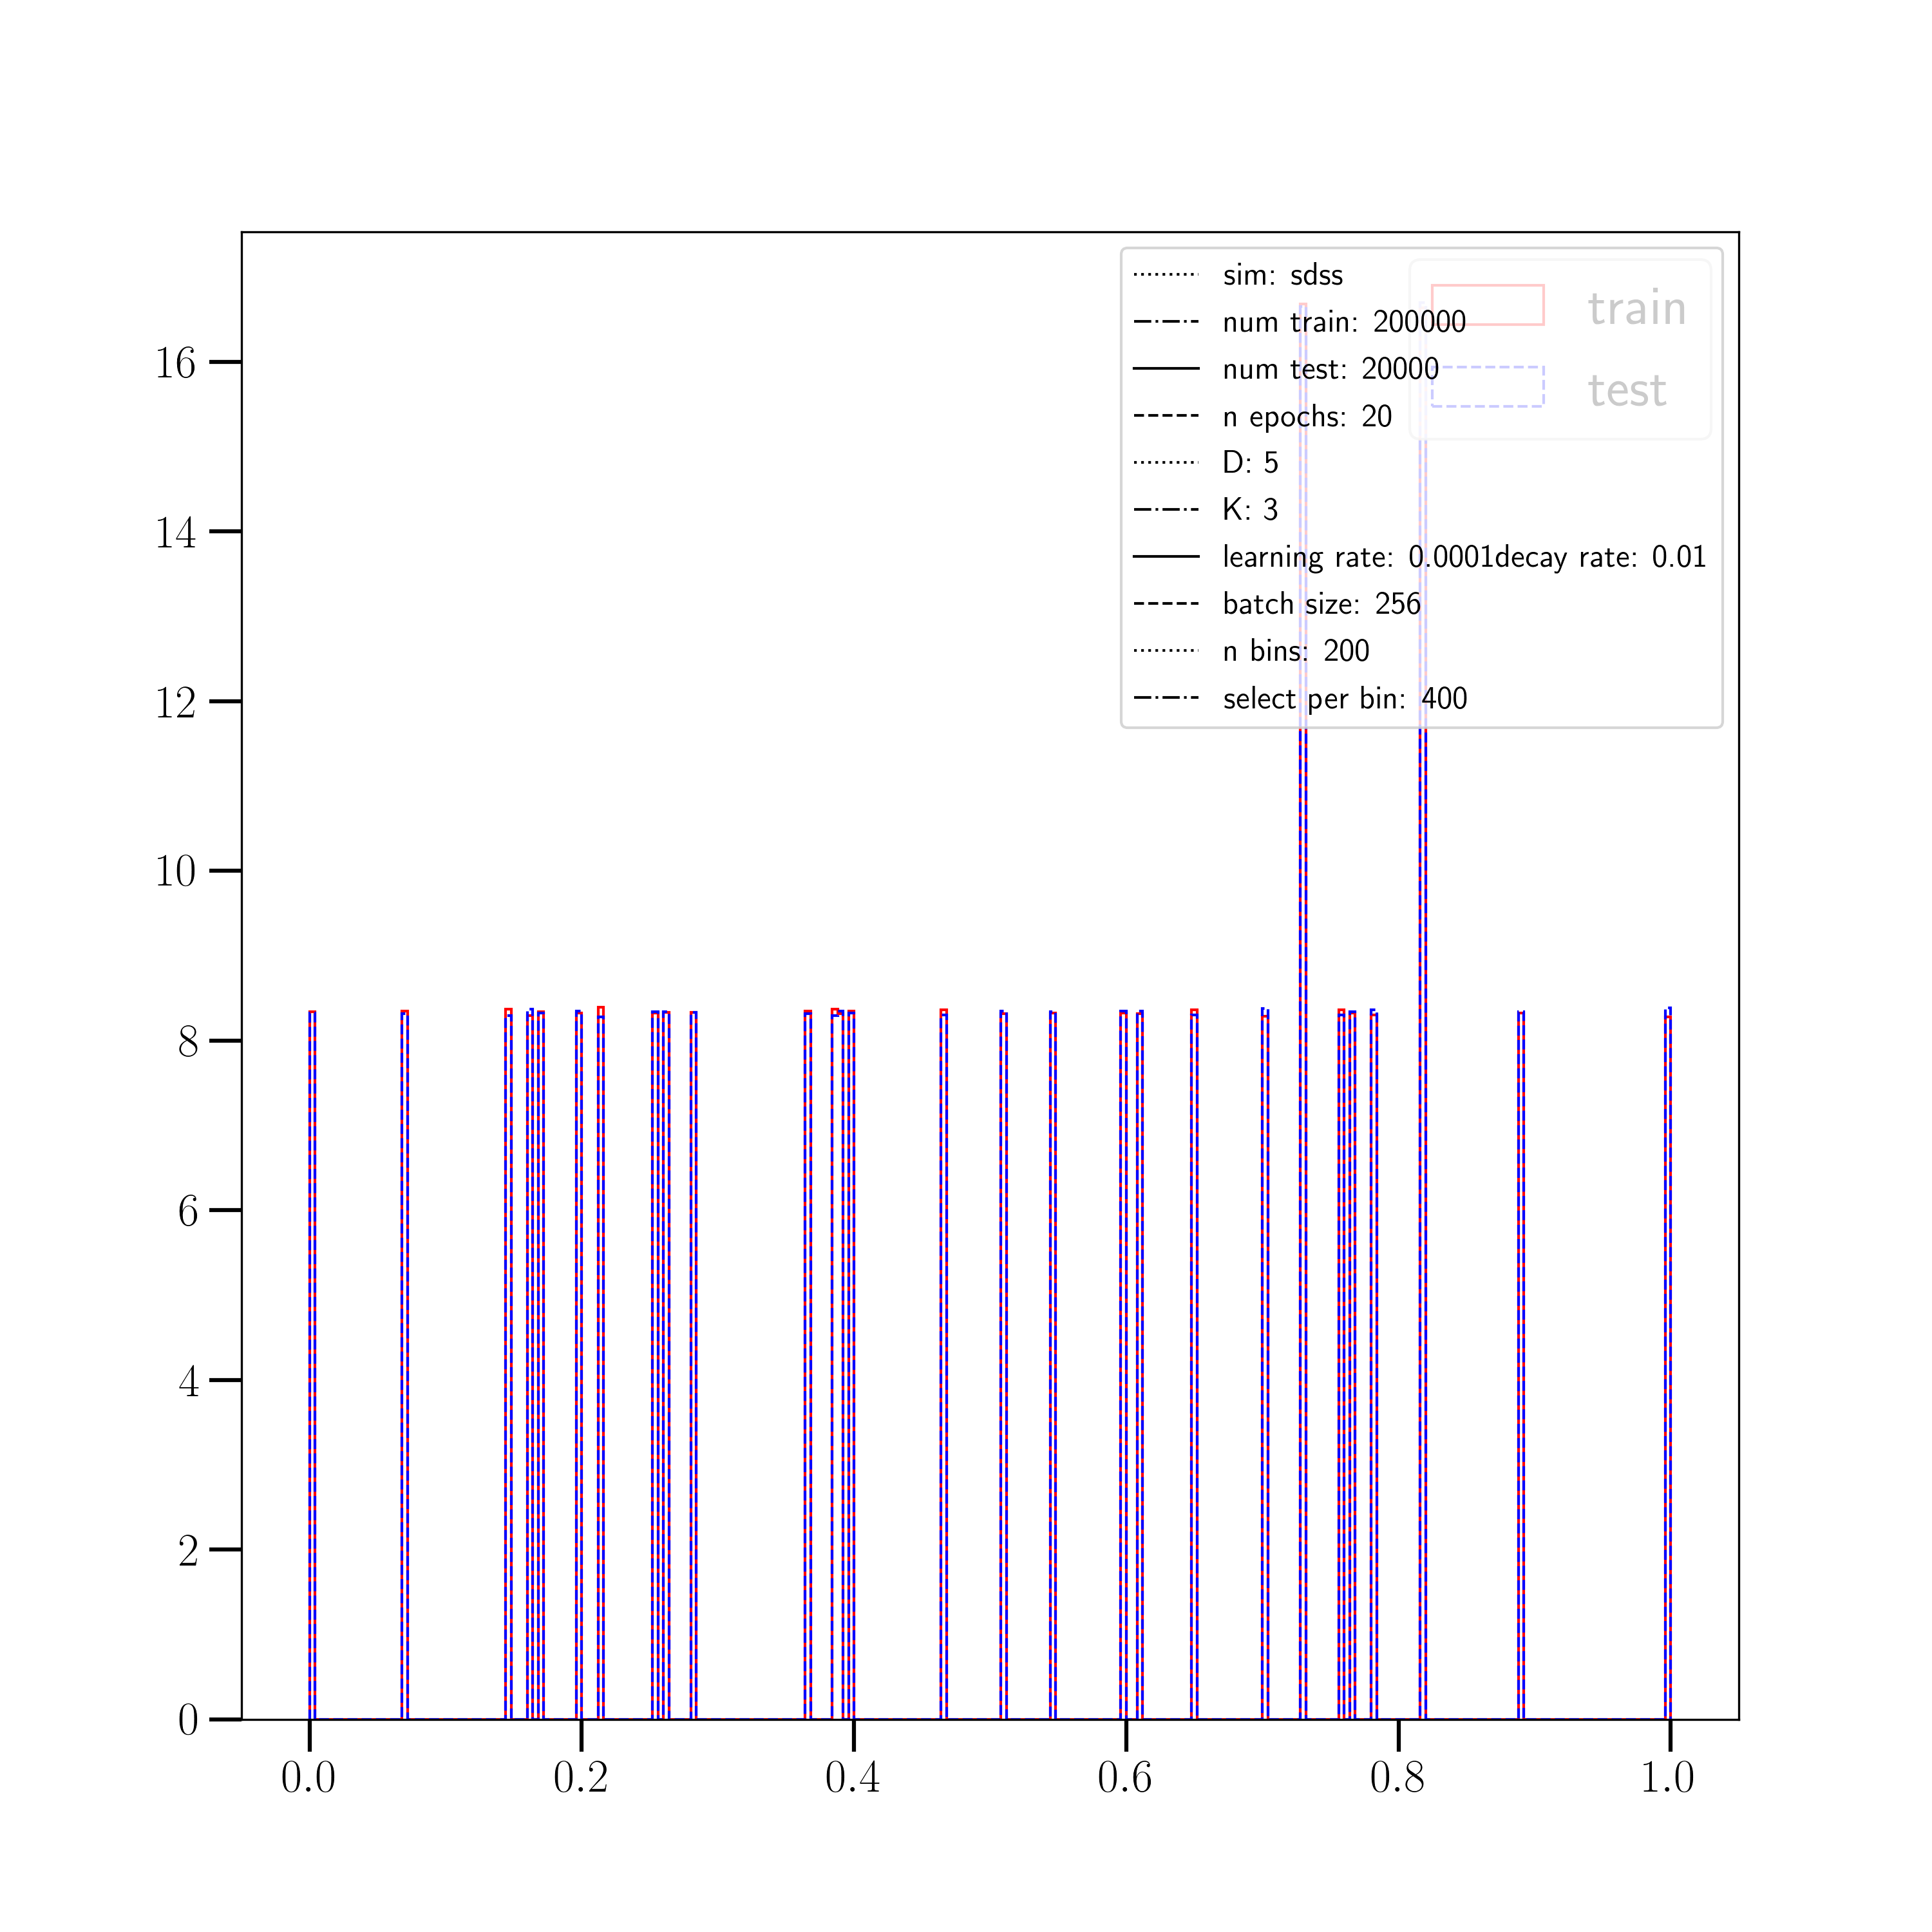 sim: sdss
num train: 200000
num test: 20000
n epochs: 20
D: 5
K: 3
learning rate: 0.0001decay rate: 0.01
batch size: 256
n bins: 200
select per bin: 400
train
test
16
14
12
10
8
6
4
2
0
0.0 0.2 0.4 0.6 0.8 1.0